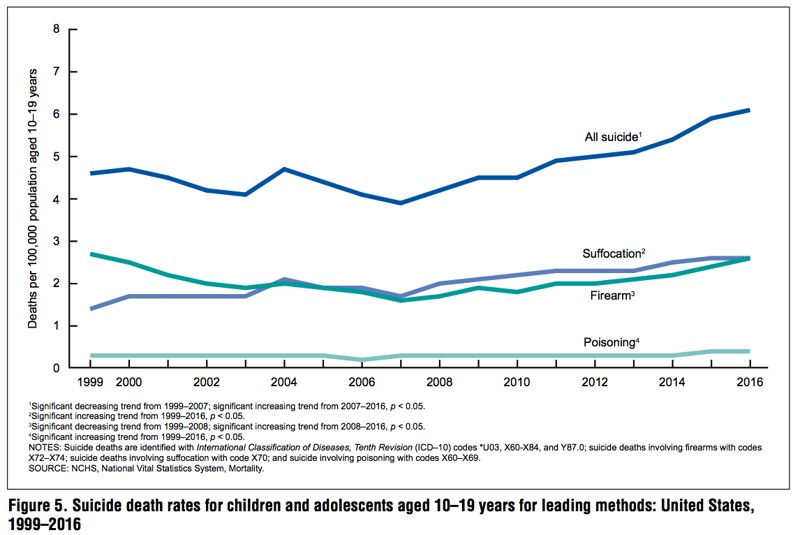 8
7
6
5
4
3
2
1
0
Deaths per 100,000 population aged 10–19 years
All suicide¹
Suffocation²
Firearm³
Poisoning⁴
1999 2000 2002 2004 2006 2008 2010 2012 2014 2016
¹Significant decreasing trend from 1999–2007; significant increasing trend from 2007–2016, p < 0.05.
²Significant increasing trend from 1999–2016, p < 0.05.
³Significant decreasing trend from 1999–2008; significant increasing trend from 2008–2016, p < 0.05.
⁴Significant increasing trend from 1999–2016, p < 0.05.
NOTES: Suicide deaths are identified with International Classification of Diseases, Tenth Revision (ICD–10) codes *U03, X60-X84, and Y87.0; suicide deaths involving firearms with codes
X72–X74; suicide deaths involving suffocation with code X70; and suicide involving poisoning with codes X60–X69.
SOURCE: NCHS, National Vital Statistics System, Mortality.
Figure 5. Suicide death rates for children and adolescents aged 10–19 years for leading methods: United States,
1999–2016